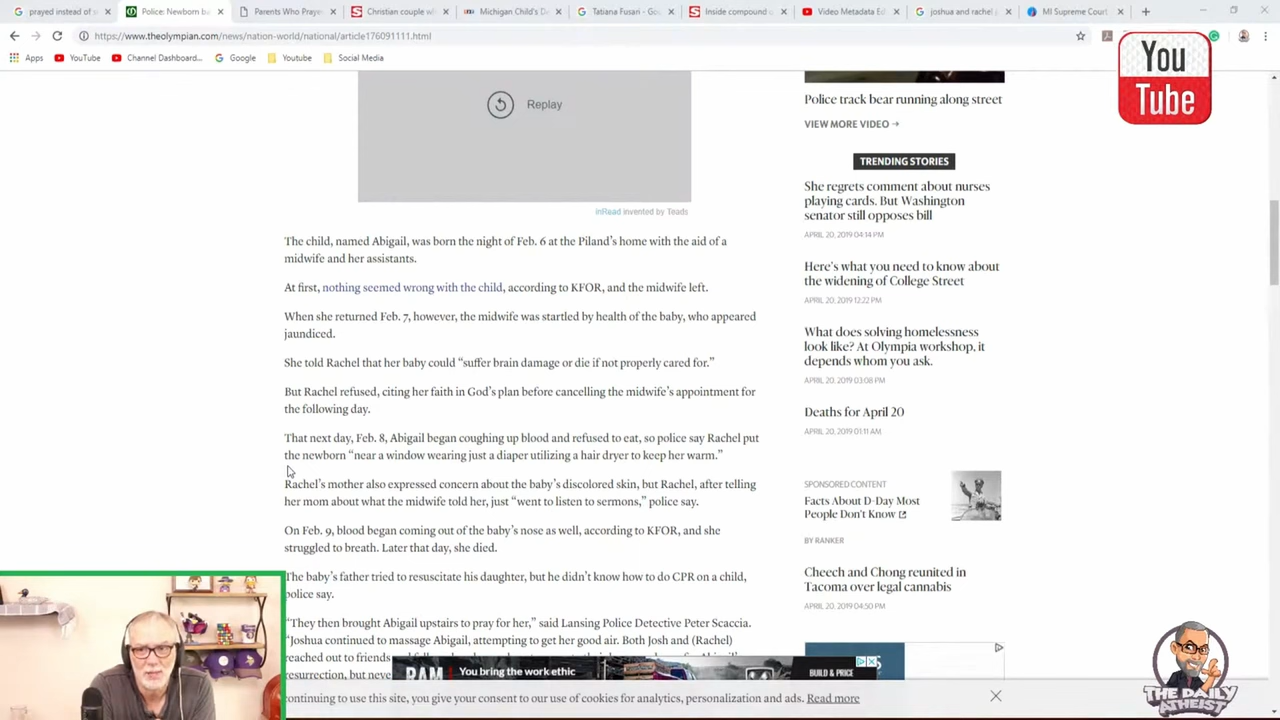 prayed instead of
Police: Newborn ba
Parents Who Praye
Christian couple w
Michigan Child's D
Tatiana Fusari - Go
Inside compound
Video Metadata Ed
joshua and rachel
MI Supreme Court
https://www.theolympian.com/news/nation-world/national/article176091111.html
Apps
YouTube
Channel Dashboard...
Google
Youtube
Social Media
You
Tube
Replay
inRead invented by Teads
The child, named Abigail, was born the night of Feb. 6 at the Piland's home with the aid of a
midwife and her assistants.
At first, nothing seemed wrong with the child, according to KFOR, and the midwife left.
When she returned Feb. 7, however, the midwife was startled by health of the baby, who appeared
jaundiced.
She told Rachel that her baby could “suffer brain damage or die if not properly cared for.”
But Rachel refused, citing her faith in God's plan before cancelling the midwife's appointment for
the following day.
That next day, Feb. 8, Abigail began coughing up blood and refused to eat, so police say Rachel put
the newborn “near a window wearing just a diaper utilizing a hair dryer to keep her warm.”
Rachel's mother also expressed concern about the baby's discolored skin, but Rachel, after telling
her mom about what the midwife told her, just “went to listen to sermons,” police say.
On Feb. 9, blood began coming out of the baby's nose as well, according to KFOR, and she
struggled to breath. Later that day, she died.
The baby's father tried to resuscitate his daughter, but he didn't know how to do CPR on a child,
police say.
“They then brought Abigail upstairs to pray for her,” said Lansing Police Detective Peter Scaccia.
“Joshua continued to massage Abigail, attempting to get her good air. Both Josh and (Rachel)
reached out to friends
resurrection, but neve
Police track bear running along street
VIEW MORE VIDEO →
TRENDING STORIES
She regrets comment about nurses
playing cards. But Washington
senator still opposes bill
APRIL 20, 2019 04:14 PM
Here's what you need to know about
the widening of College Street
APRIL 20, 2019 12:22 PM
What does solving homelessness
look like? At Olympia workshop, it
depends whom you ask.
APRIL 20, 2019 03:08 PM
Deaths for April 20
APRIL 20, 2019 01:11 AM
SPONSORED CONTENT
Facts About D-Day Most
People Don't Know
BY RANKER
Cheech and Chong reunited in
Tacoma over legal cannabis
APRIL 20, 2019 04:50 PM
RAM
You bring the work ethic
BUILD & PRICE
continuing to use this site, you give your consent to our use of cookies for analytics, personalization and ads. Read more
THE DAILY
ATHEIST